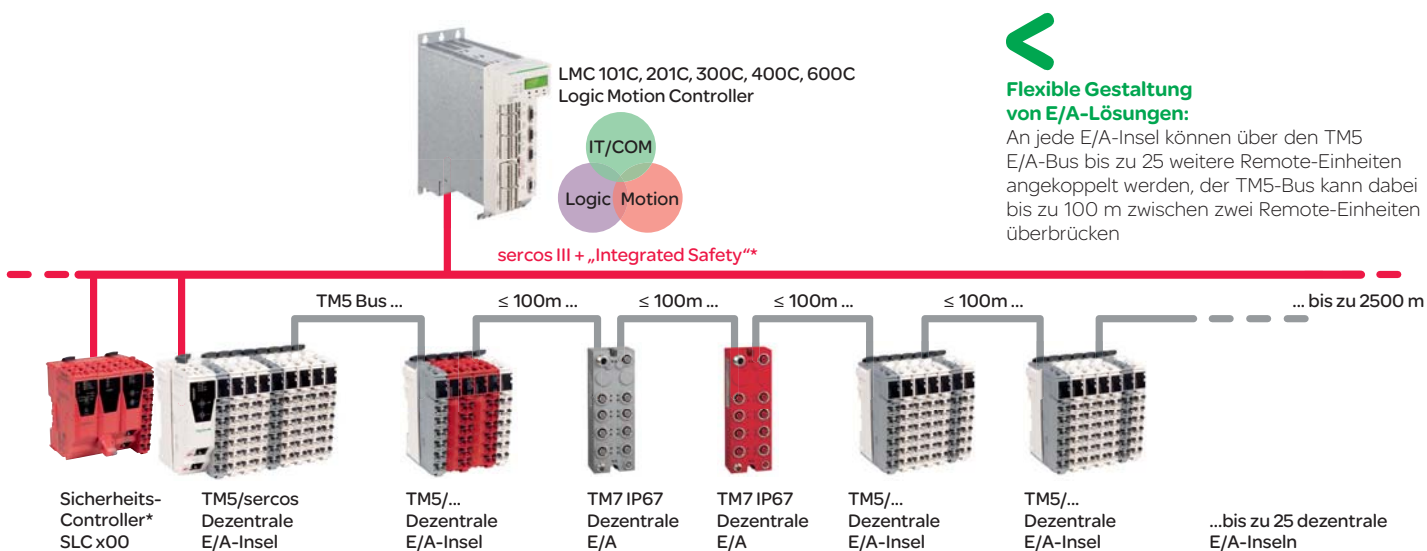 LMC 101C, 201C, 300C, 400C, 600C
Logic Motion Controller
IT/COM
Logic
Motion
Flexible Gestaltung
von E/A-Lösungen:
An jede E/A-Insel können über den TM5
E/A-Bus bis zu 25 weitere Remote-Einheiten
angekoppelt werden, der TM5-Bus kann dabei
bis zu 100 m zwischen zwei Remote-Einheiten
überbrücken
sercos III + „Integrated Safety“*
TM5 Bus ...
≤ 100m ...
≤ 100m ...
≤ 100m ...
≤ 100m ...
... bis zu 2500 m
Sicherheits-
Controller*
SLC x00
TM5/sercos
Dezentrale
E/A-Insel
TM5/...
Dezentrale
E/A-Insel
TM7 IP67
Dezentrale
E/A
TM7 IP67
Dezentrale
E/A
TM5/...
Dezentrale
E/A-Insel
TM5/...
Dezentrale
E/A-Insel
...bis zu 25 dezentrale
E/A-Inseln